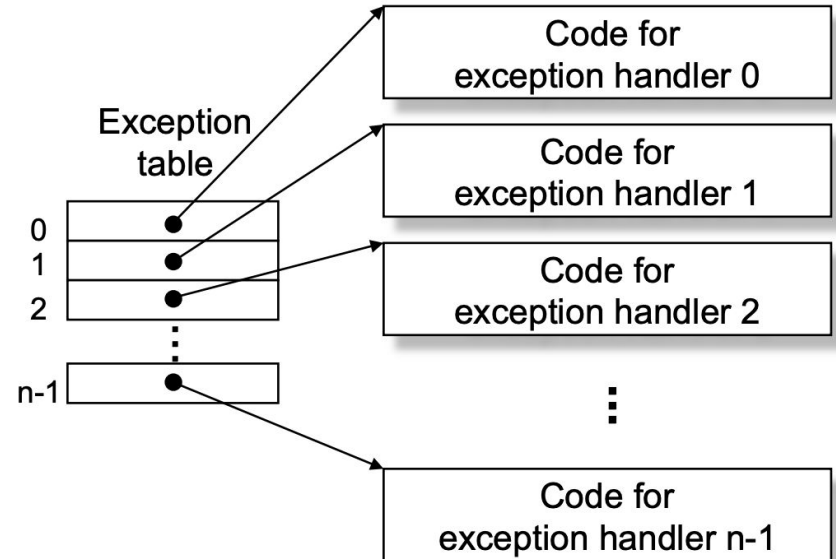 Exception
table
0
1
2
n-1
Code for
exception handler 0
Code for
exception handler 1
Code for
exception handler 2
Code for
exception handler n-1